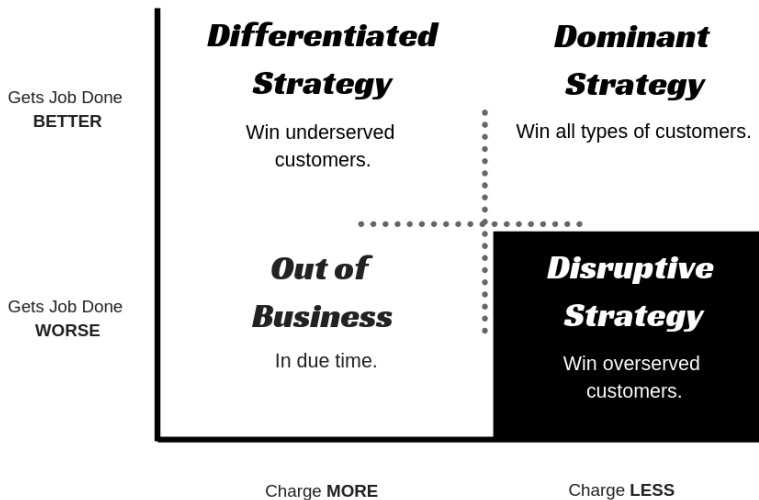 Differentiated
Strategy
Win underserved
customers.
Dominant
Strategy
Win all types of customers.
Gets Job Done
BETTER
Out of
Business
In due time.
Disruptive
Strategy
Win overserved
customers.
Gets Job Done
WORSE
Charge MORE
Charge LESS